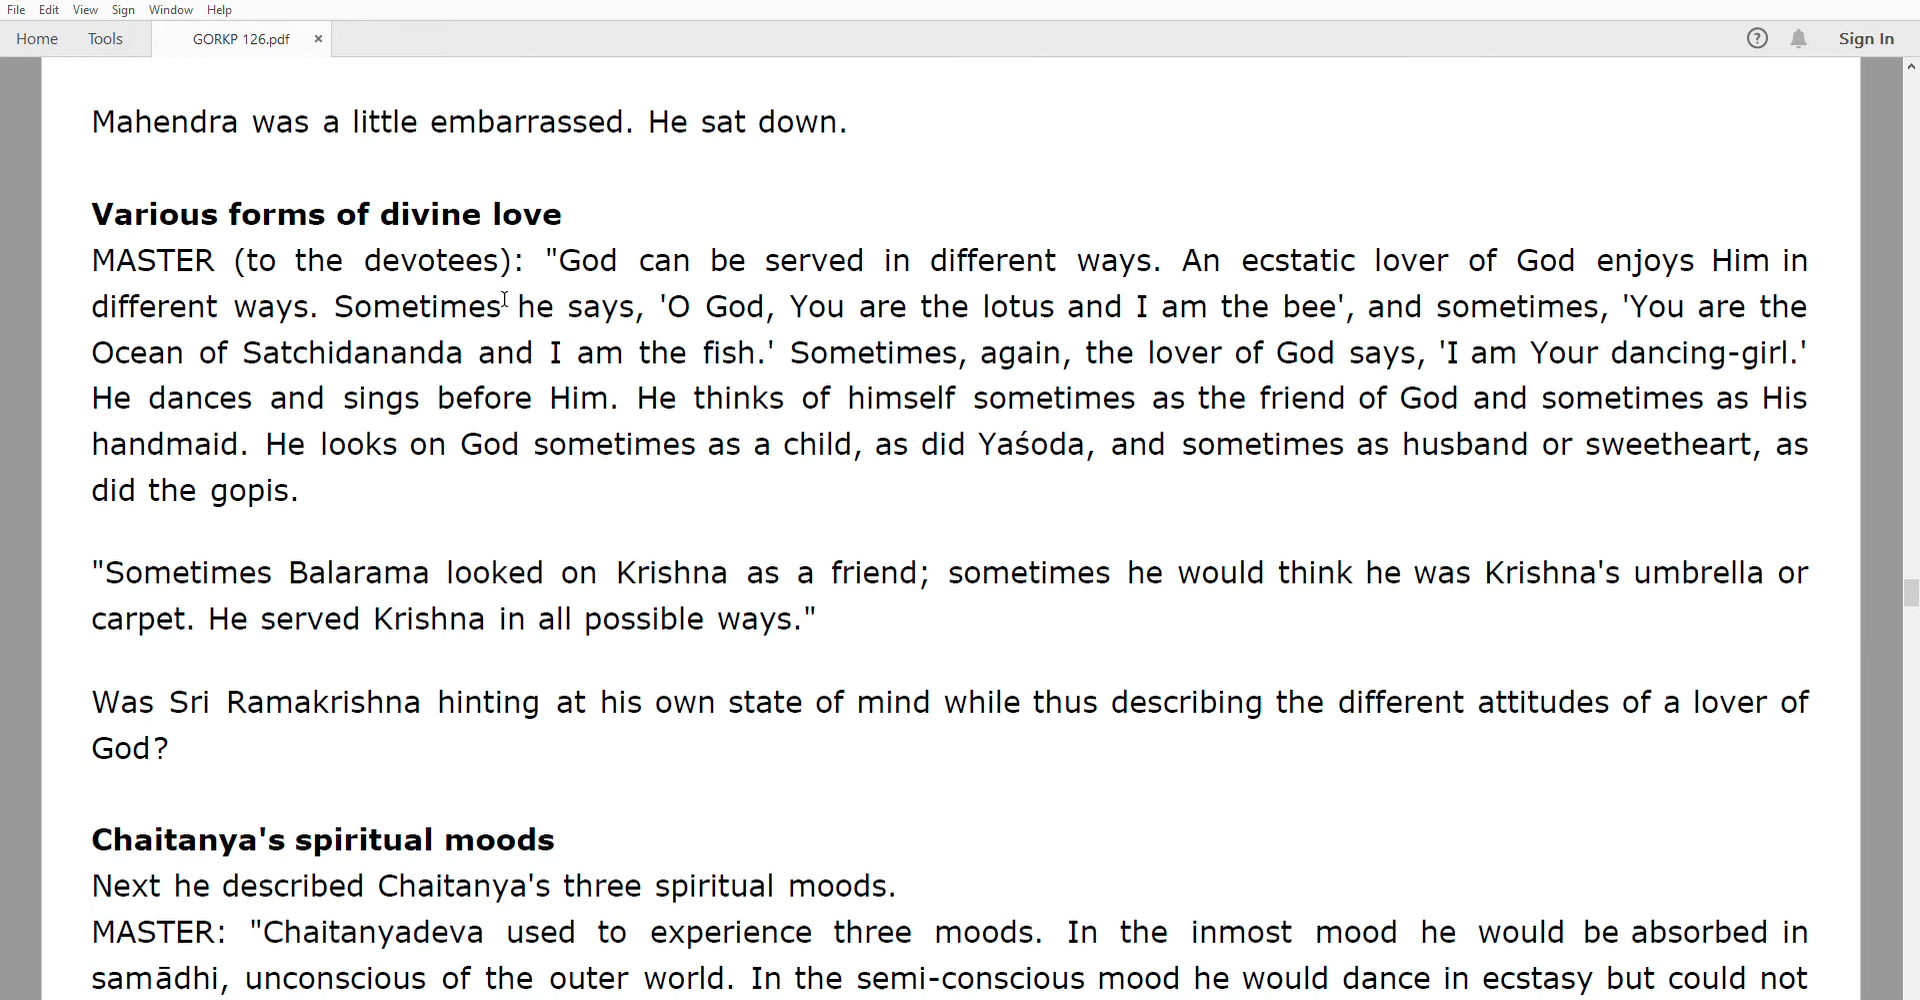 File Edit View Sign Window Help
Home Tools GORKP 126.pdf × ? Sign In
Mahendra was a little embarrassed. He sat down.
Various forms of divine love
MASTER (to the devotees): "God can be served in different ways. An ecstatic lover of God enjoys Him in
different ways. Sometimes he says, 'O God, You are the lotus and I am the bee', and sometimes, 'You are the
Ocean of Satchidananda and I am the fish.' Sometimes, again, the lover of God says, 'I am Your dancing-girl.'
He dances and sings before Him. He thinks of himself sometimes as the friend of God and sometimes as His
handmaid. He looks on God sometimes as a child, as did Yaśoda, and sometimes as husband or sweetheart, as
did the gopis.
"Sometimes Balarama looked on Krishna as a friend; sometimes he would think he was Krishna's umbrella or
carpet. He served Krishna in all possible ways."
Was Sri Ramakrishna hinting at his own state of mind while thus describing the different attitudes of a lover of
God?
Chaitanya's spiritual moods
Next he described Chaitanya's three spiritual moods.
MASTER: "Chaitanyadeva used to experience three moods. In the inmost mood he would be absorbed in
samādhi, unconscious of the outer world. In the semi-conscious mood he would dance in ecstasy but could not